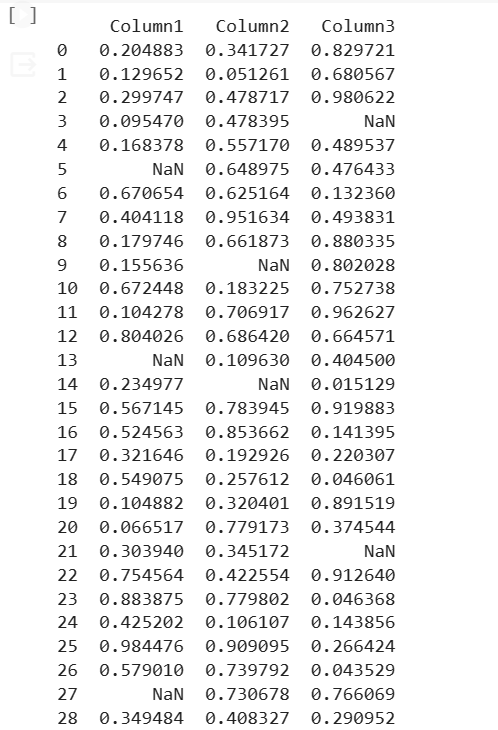 [ ]
Column1 Column2 Column3
0 0.204883 0.341727 0.829721
1 0.129652 0.051261 0.680567
2 0.299747 0.478717 0.980622
3 0.095470 0.478395 NaN
4 0.168378 0.557170 0.489537
5 NaN 0.648975 0.476433
6 0.670654 0.625164 0.132360
7 0.404118 0.951634 0.493831
8 0.179746 0.661873 0.880335
9 0.155636 NaN 0.802028
10 0.672448 0.183225 0.752738
11 0.104278 0.706917 0.962627
12 0.804026 0.686420 0.664571
13 NaN 0.109630 0.404500
14 0.234977 NaN 0.015129
15 0.567145 0.783945 0.919883
16 0.524563 0.853662 0.141395
17 0.321646 0.192926 0.220307
18 0.549075 0.257612 0.046061
19 0.104882 0.320401 0.891519
20 0.066517 0.779173 0.374544
21 0.303940 0.345172 NaN
22 0.754564 0.422554 0.912640
23 0.883875 0.779802 0.046368
24 0.425202 0.106107 0.143856
25 0.984476 0.909095 0.266424
26 0.579010 0.739792 0.043529
27 NaN 0.730678 0.766069
28 0.349484 0.408327 0.290952